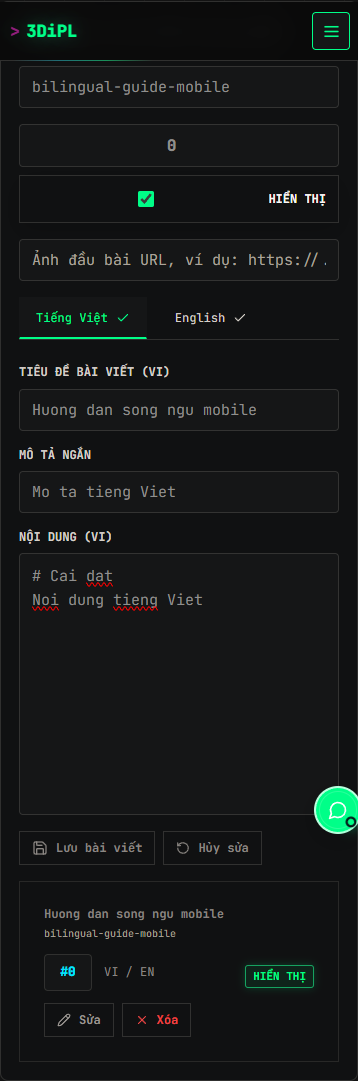 > 3DiPL
bilingual-guide-mobile
0
HIỂN THỊ
Ảnh đầu bài URL, ví dụ: https://.
Tiếng Việt
English
TIÊU ĐỀ BÀI VIẾT (VI)
Huong dan song ngu mobile
MÔ TẢ NGẮN
Mo ta tieng Viet
NỘI DUNG (VI)
# Cai dat
Noi dung tieng Viet
Lưu bài viết
Hủy sửa
Huong dan song ngu mobile
bilingual-guide-mobile
#0
VI / EN
HIỂN THỊ
Sửa
Xóa